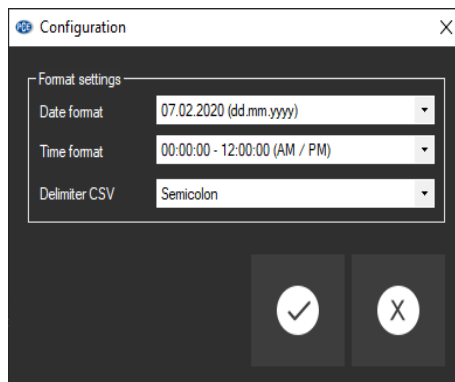 PCE Configuration X
Format settings
Date format 07.02.2020 (dd.mm.yyyy)
Time format 00:00:00 - 12:00:00 (AM / PM)
Delimiter CSV Semicolon